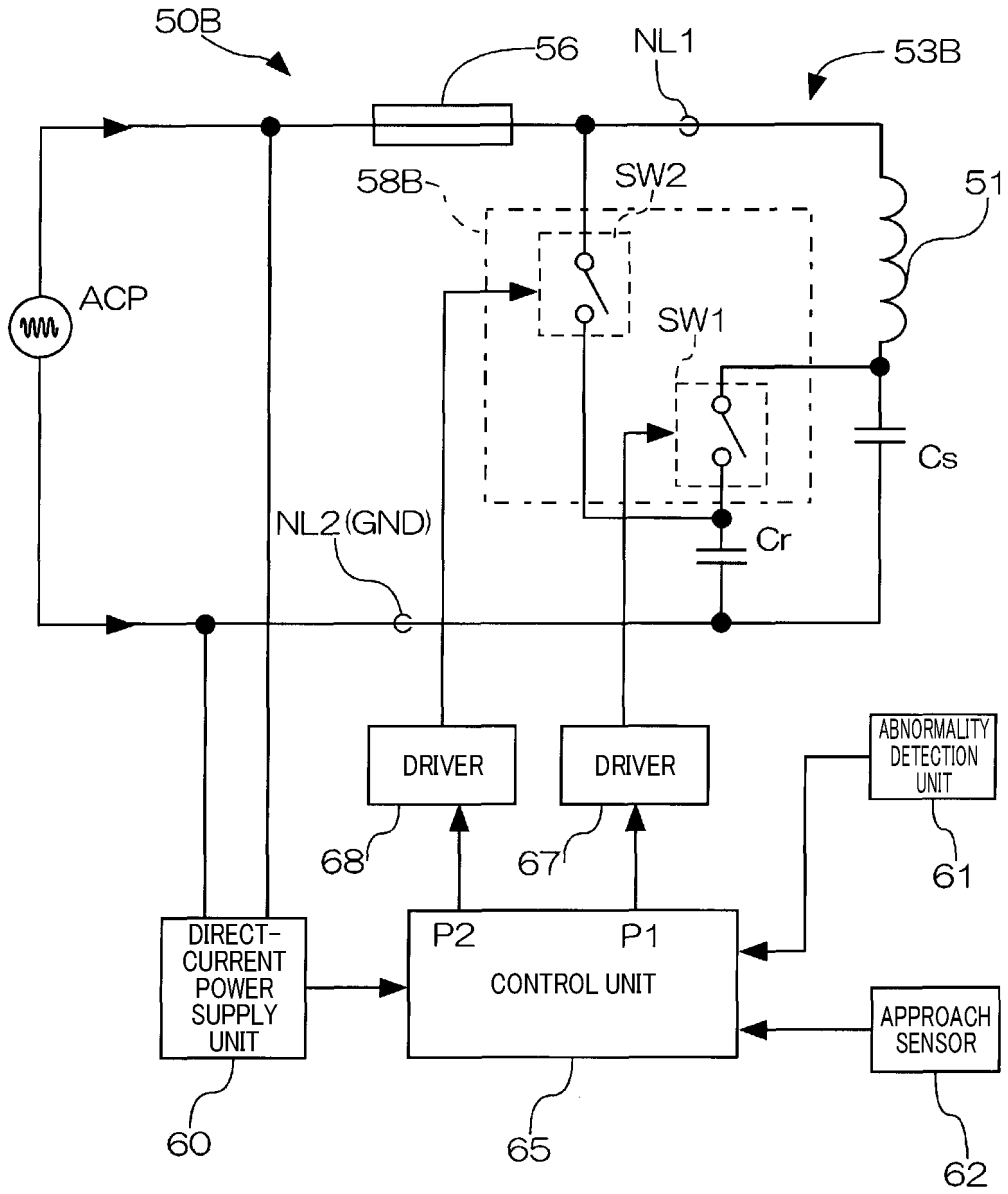 50B
56
NL1
53B
58B
SW2
51
ACP
SW1
Cs
NL2(GND)
Cr
DRIVER
DRIVER
ABNORMALITY
DETECTION
UNIT
68
67
61
P2
P1
DIRECT-
CURRENT
POWER
SUPPLY
UNIT
CONTROL UNIT
APPROACH
SENSOR
60
65
62